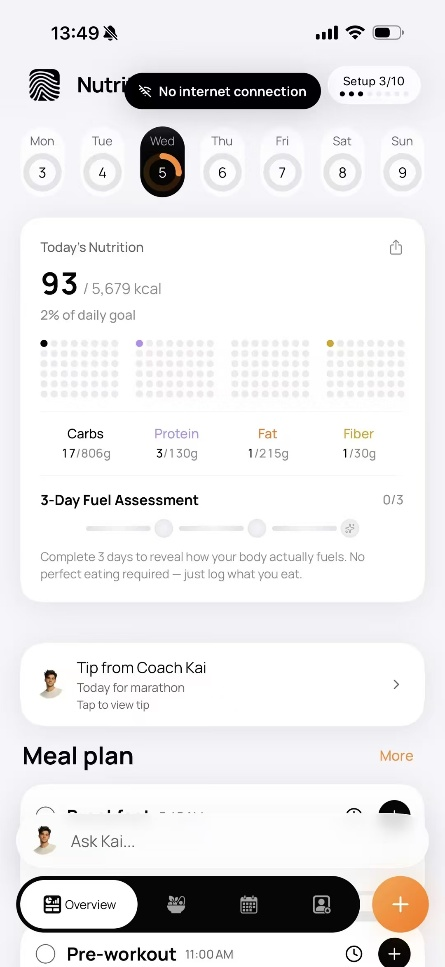 13:49
No internet connection
Setup 3/10
Mon Tue Wed Thu Fri Sat Sun
3 4 5 6 7 8 9
Today's Nutrition
93 / 5,679 kcal
2% of daily goal
Carbs Protein Fat Fiber
17/806g 3/130g 1/215g 1/30g
3-Day Fuel Assessment 0/3
Complete 3 days to reveal how your body actually fuels. No
perfect eating required — just log what you eat.
Tip from Coach Kai
Today for marathon
Tap to view tip
Meal plan More
Ask Kai...
Overview
Pre-workout 11:00 AM